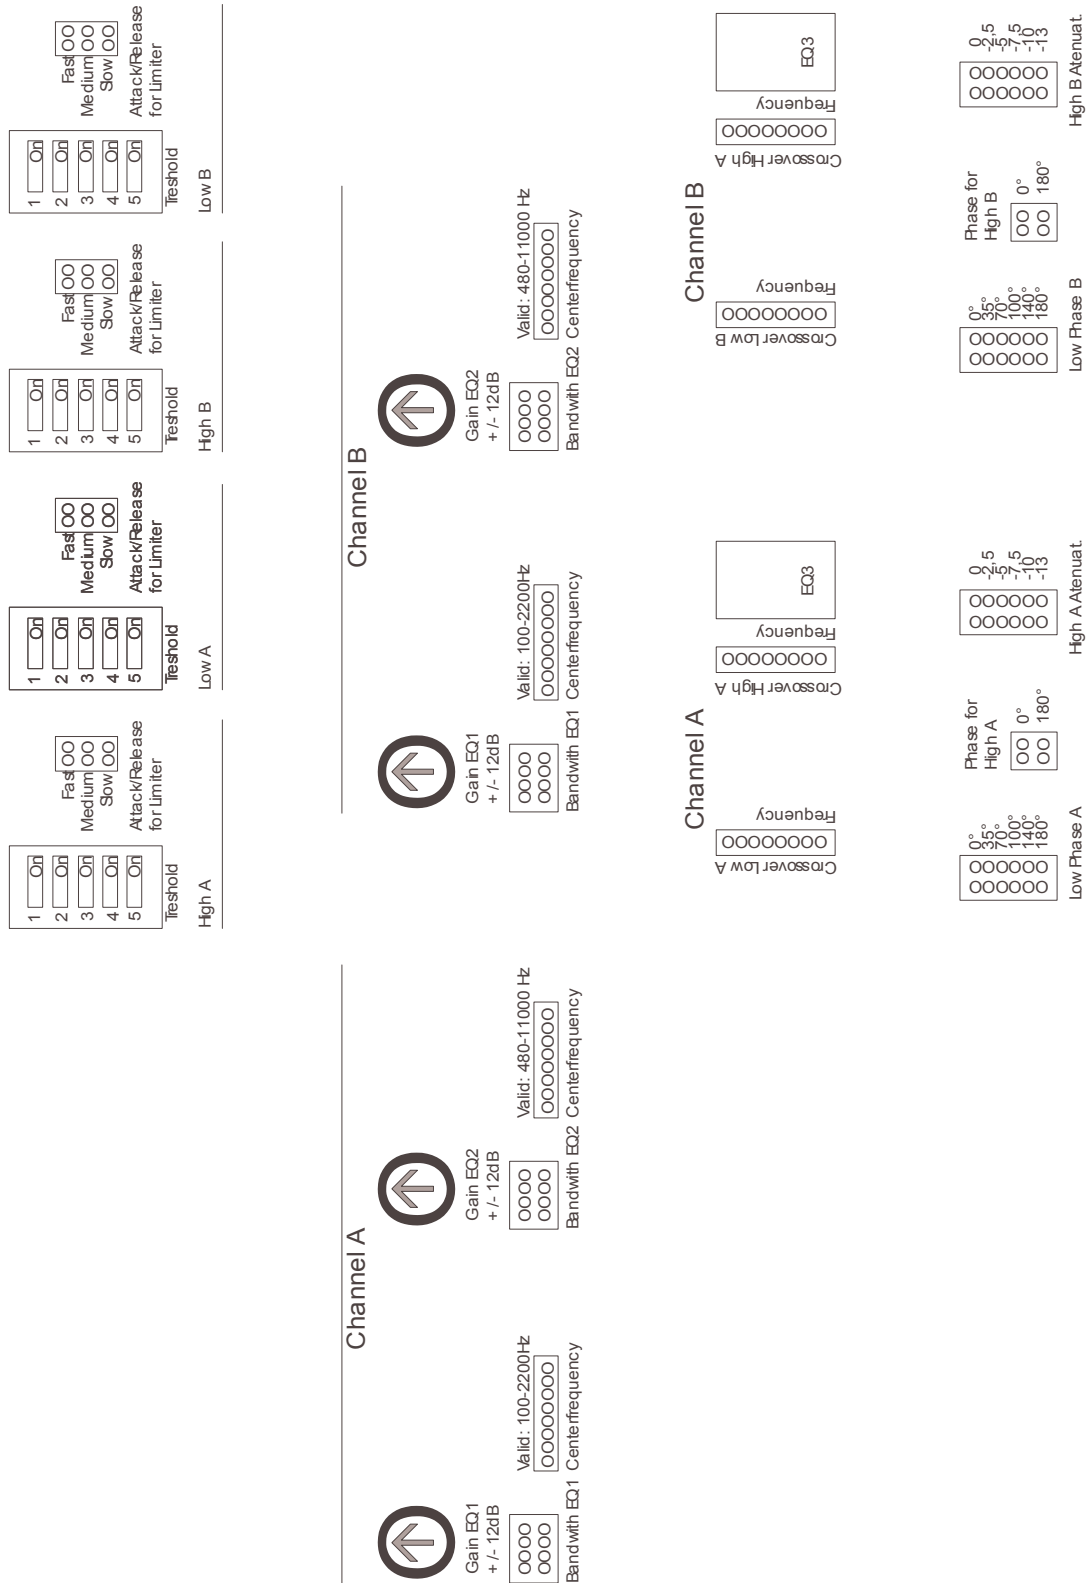 1 On
2 On
3 On
4 On
5 On
Treshold
High A
Fast
Medium
Slow
Attack/Release
for Limiter
1 On
2 On
3 On
4 On
5 On
Treshold
Low A
Fast
Medium
Slow
Attack/Release
for Limiter
1 On
2 On
3 On
4 On
5 On
Treshold
High B
Fast
Medium
Slow
Attack/Release
for Limiter
1 On
2 On
3 On
4 On
5 On
Treshold
Low B
Fast
Medium
Slow
Attack/Release
for Limiter
Channel A
Gain EQ1
+/- 12dB
Bandwith EQ1
Valid: 100-2200Hz
Centerfrequency
Gain EQ2
+/- 12dB
Bandwith EQ2
Valid: 480-11000 Hz
Centerfrequency
Channel B
Gain EQ1
+/- 12dB
Bandwith EQ1
Valid: 100-2200Hz
Centerfrequency
Gain EQ2
+/- 12dB
Bandwith EQ2
Valid: 480-11000 Hz
Centerfrequency
Channel A
Crossover Low A
Frequency
Crossover High A
Frequency
EQ3
Channel B
Crossover Low B
Frequency
Crossover High A
Frequency
EQ3
0°
35°
70°
100°
140°
180°
Low Phase A
Phase for
High A
0°
180°
0
-2,5
-5
-7,5
-10
-13
High A Atenuat.
0°
35°
70°
100°
140°
180°
Low Phase B
Phase for
High B
0°
180°
0
-2,5
-5
-7,5
-10
-13
High B Atenuat.